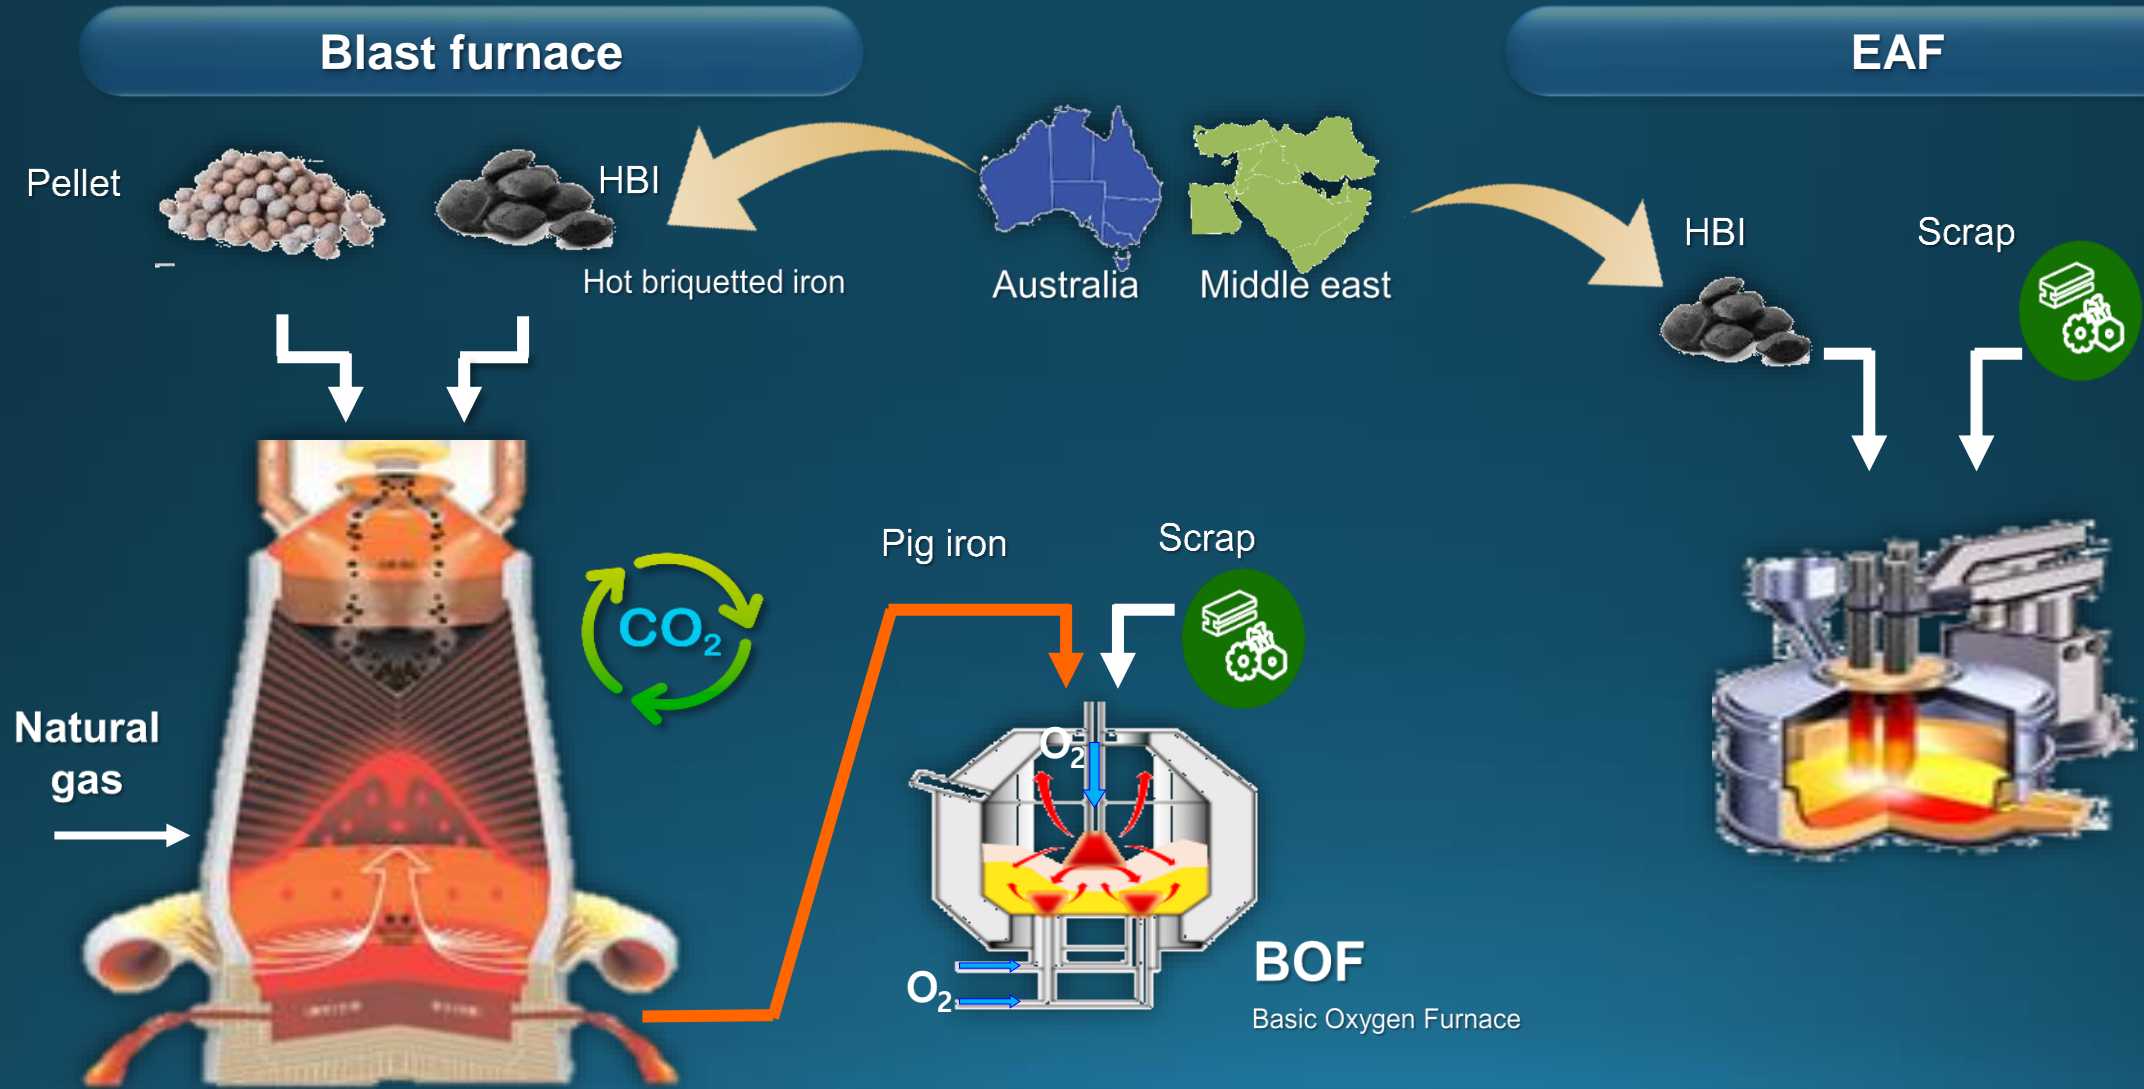 Blast furnace
EAF
Pellet
HBI
Hot briquetted iron
Australia
Middle east
HBI
Scrap
Pig iron
Scrap
CO₂
Natural
gas
O₂
O₂
BOF
Basic Oxygen Furnace